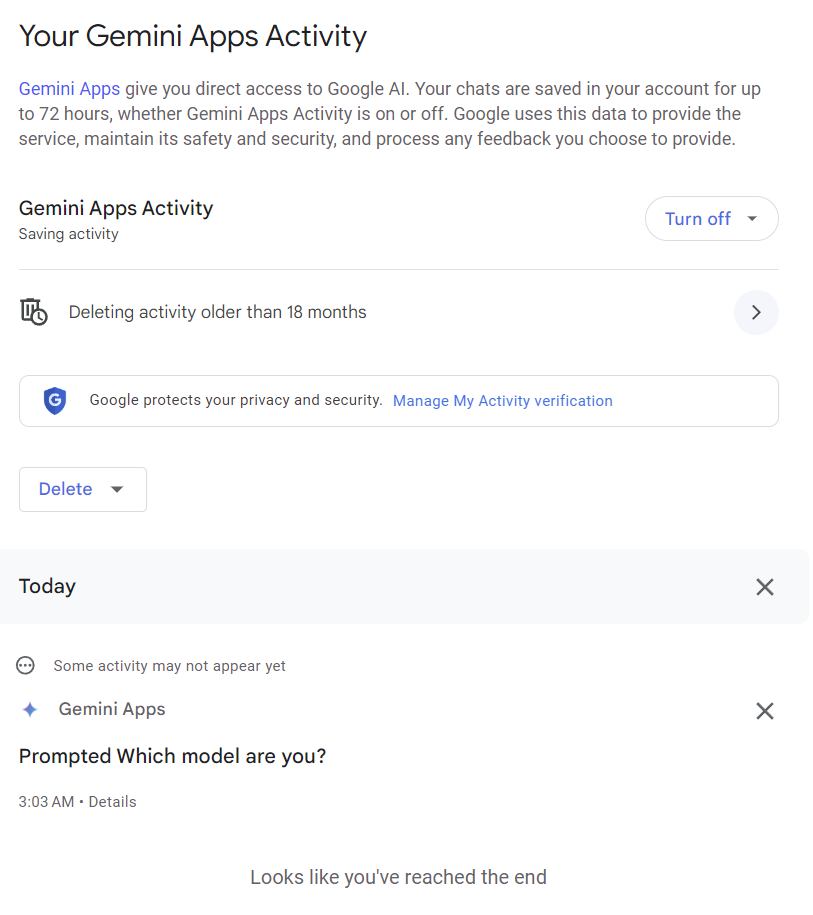 Your Gemini Apps Activity
Gemini Apps give you direct access to Google AI. Your chats are saved in your account for up
to 72 hours, whether Gemini Apps Activity is on or off. Google uses this data to provide the
service, maintain its safety and security, and process any feedback you choose to provide.
Gemini Apps Activity
Turn off
Saving activity
Deleting activity older than 18 months
G
Google protects your privacy and security. Manage My Activity verification
Delete
Today
Some activity may not appear yet
Gemini Apps
Prompted Which model are you?
3:03 AM • Details
Looks like you've reached the end